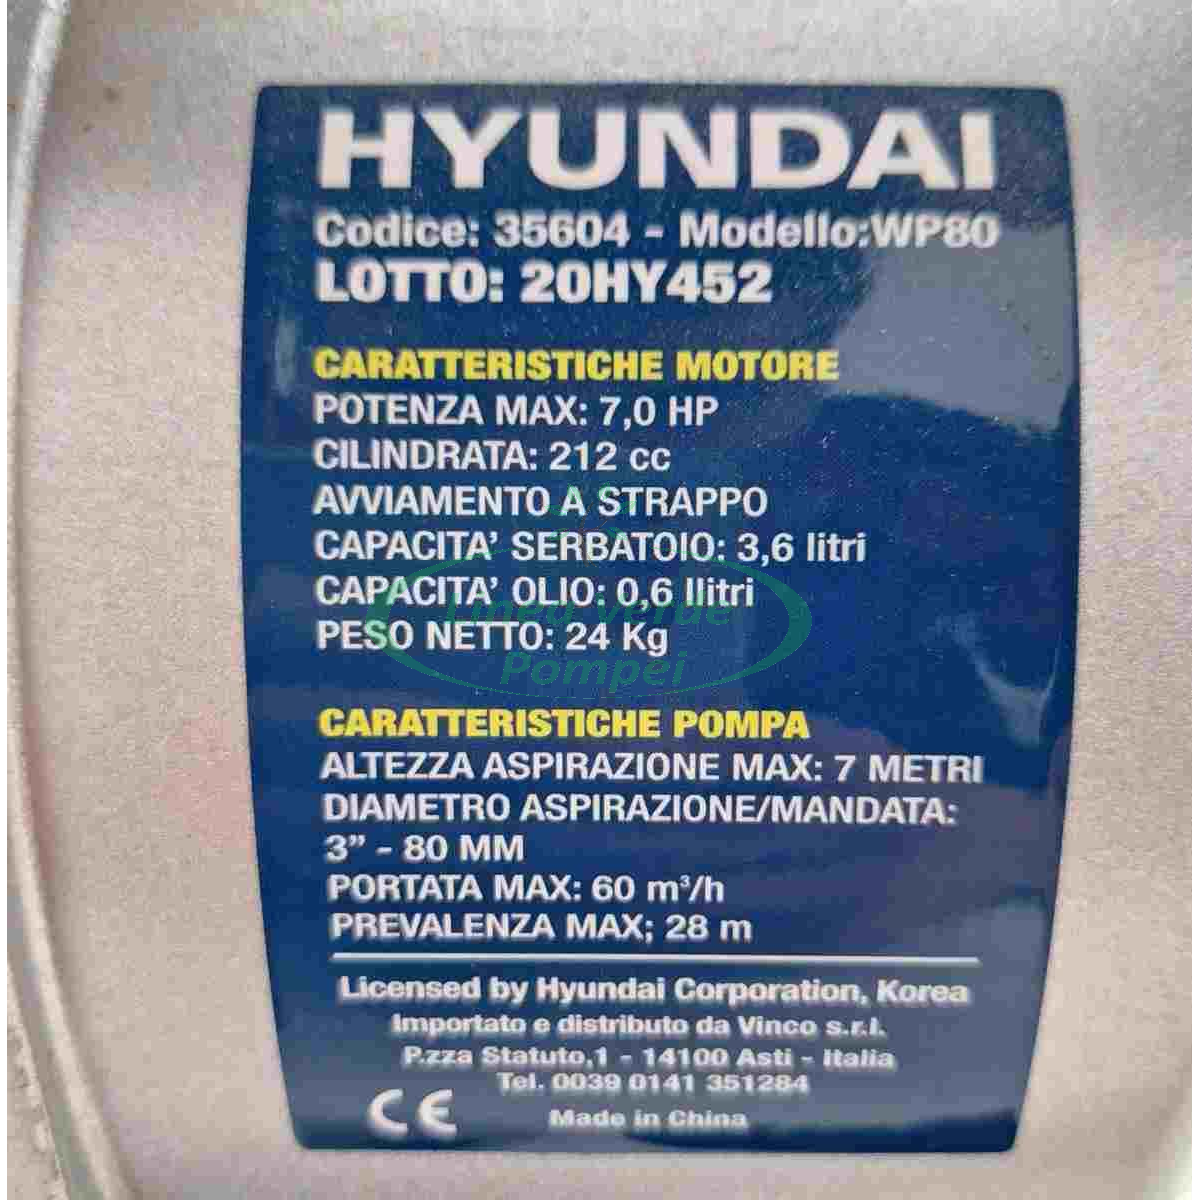 HYUNDAI
Codice: 35604 - Modello:WP80
LOTTO: 20HY452
CARATTERISTICHE MOTORE
POTENZA MAX: 7,0 HP
CILINDRATA: 212 cc
AVVIAMENTO A STRAPPO
CAPACITA' SERBATOIO: 3,6 litri
CAPACITA' OLIO: 0,6 llitri
Linea Verde
PESO NETTO: 24 Kg
Pompei
CARATTERISTICHE POMPA
ALTEZZA ASPIRAZIONE MAX: 7 METRI
DIAMETRO ASPIRAZIONE/MANDATA:
3” - 80 MM
PORTATA MAX: 60 m³/h
PREVALENZA MAX; 28 m
Licensed by Hyundai Corporation, Korea
Importato e distributo da Vinco s.r.l.
P.zza Statuto,1 - 14100 Asti - Italia
Tel. 0039 0141 351284
CE Made in China